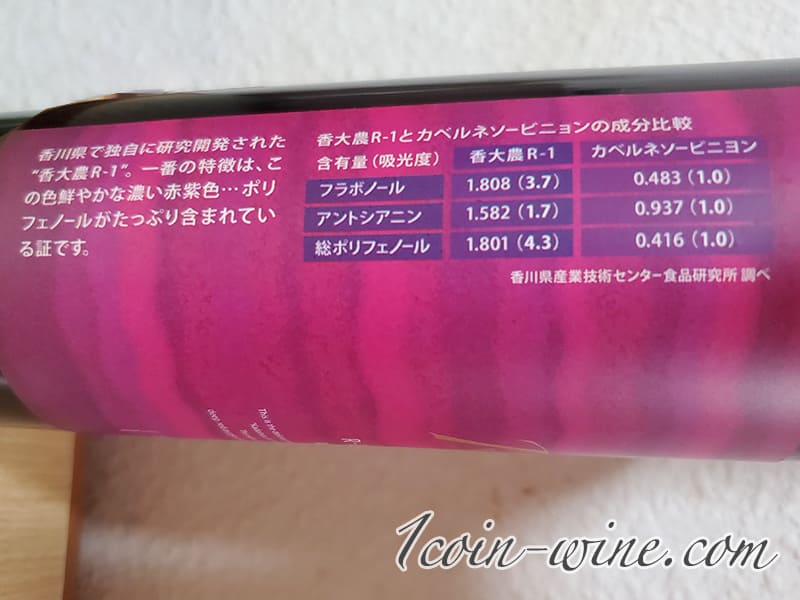 香川県で独自に研究開発された
"香大農R-1"。一番の特徴は、こ
の色鮮やかな濃い赤紫色…ポリ
フェノールがたっぷり含まれてい
る証です。
香大農R-1とカベルネソービニョンの成分比較
含有量（吸光度） 香大農R-1 カベルネソービニヨン
フラボノール 1.808（3.7） 0.483（1.0）
アントシアニン 1.582（1.7） 0.937（1.0）
総ポリフェノール 1.801（4.3） 0.416（1.0）
香川県産業技術センター食品研究所 調べ
1coin-wine.com